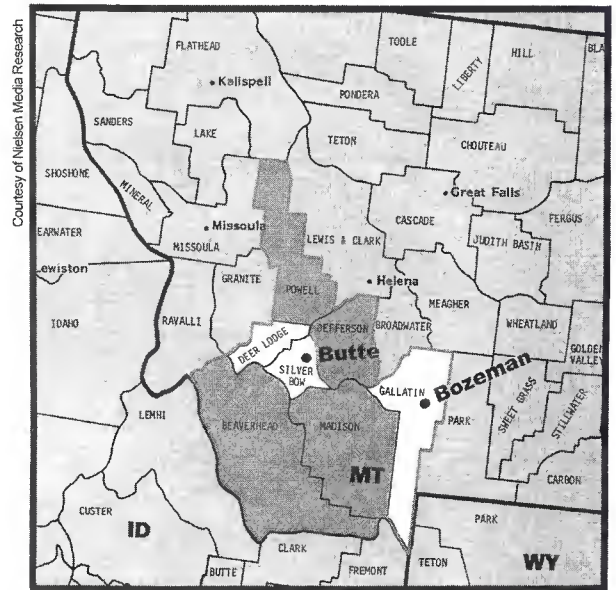 Courtesy of Nielsen Media Research
FLATHEAD
Kalispell
TOOLE
LIBERTY
HILL
BLA
PONDERA
SANDERS
LAKE
TETON
CHOUTEAU
SHOSHONE
MINERAL
Great Falls
FERGUS
Missoula
MISSOULA
LEWIS & CLARK
CASCADE
JUDITH BASIN
EARWATER
Lewiston
GRANITE
POWELL
Helena
MEAGHER
IDAHO
RAVALLI
JEFFERSON
BROADWATER
WHEATLAND
GOLDEN
VALLEY
DEER LODGE
Butte
SILVER
BOW
GALLATIN
Bozeman
PARK
SWEET GRASS
STILLWATER
LEMHI
BEAVERHEAD
MADISON
MT
CARBON
CUSTER
ID
PARK
CLARK
BUTTE
FREMONT
TETON
WY